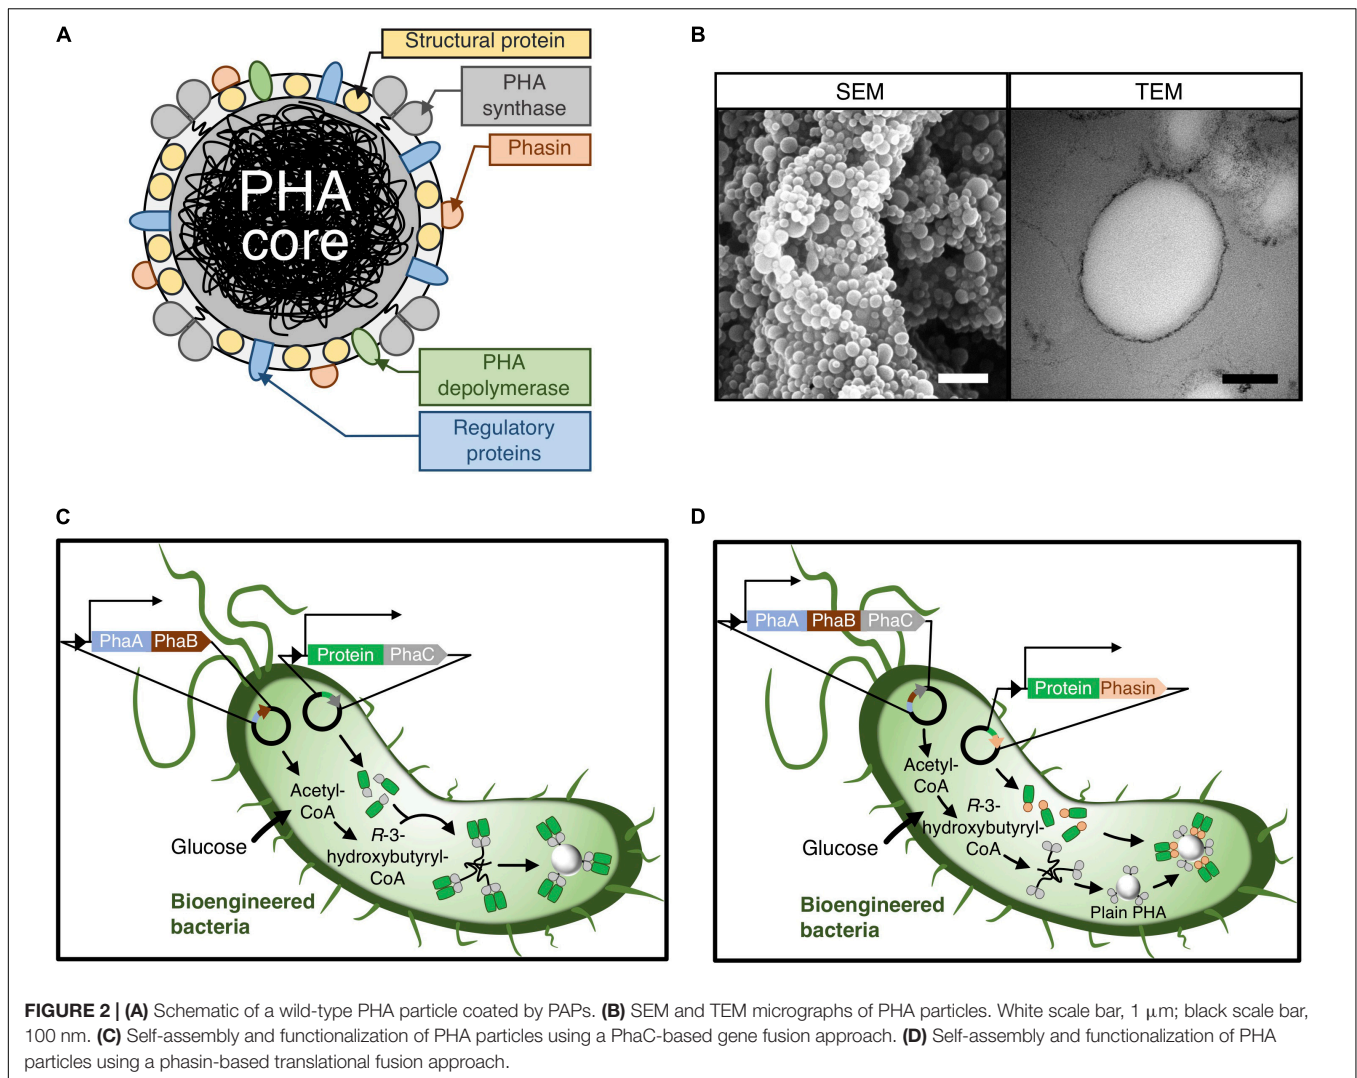 A
Structural protein
PHA
synthase
Phasin
PHA
core
PHA
depolymerase
Regulatory
proteins
B
SEM
TEM
C
PhaA PhaB
Protein PhaC
Acetyl-
CoA
R-3-
hydroxybutyryl-
CoA
Glucose
Bioengineered
bacteria
D
PhaA PhaB PhaC
Protein Phasin
Acetyl-
CoA
R-3-
hydroxybutyryl-
CoA
Glucose
Plain PHA
Bioengineered
bacteria
FIGURE 2 | (A) Schematic of a wild-type PHA particle coated by PAPs. (B) SEM and TEM micrographs of PHA particles. White scale bar, 1 μm; black scale bar,
100 nm. (C) Self-assembly and functionalization of PHA particles using a PhaC-based gene fusion approach. (D) Self-assembly and functionalization of PHA
particles using a phasin-based translational fusion approach.